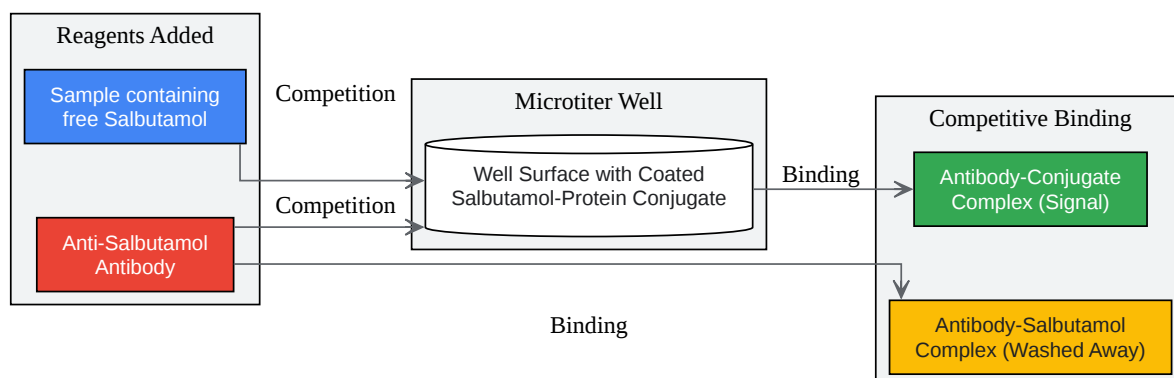 Reagents Added
Sample containing
free Salbutamol
Anti-Salbutamol
Antibody
Competition
Competition
Microtiter Well
Well Surface with Coated
Salbutamol-Protein Conjugate
Binding
Binding
Competitive Binding
Antibody-Conjugate
Complex (Signal)
Antibody-Salbutamol
Complex (Washed Away)